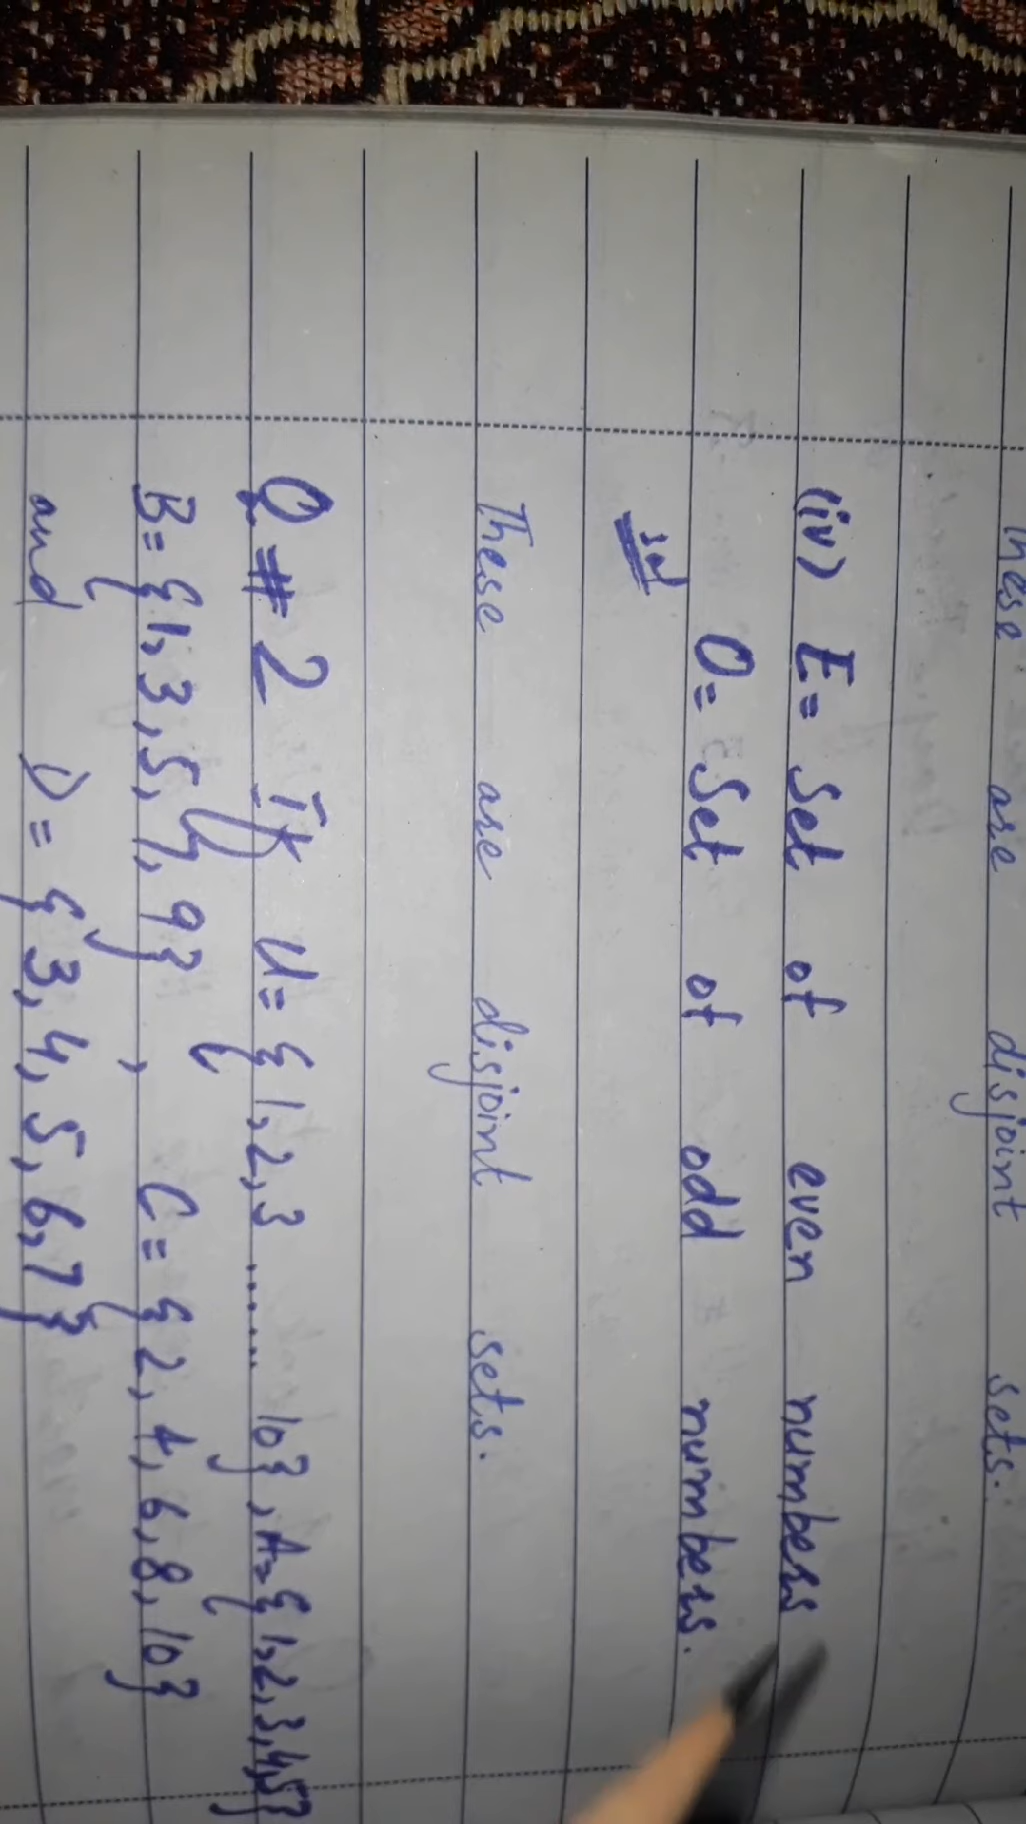 These are disjoint sets.
(iv) E = Set of even numbers
O = Set of odd numbers.
Sol
These are disjoint sets.
Q # 2 If U = { 1, 2, 3 ....... 10 } , A = { 1, 2, 3, 4, 5 }
B = { 1, 3, 5, 7, 9 } , C = { 2, 4, 6, 8, 10 }
and D = { 3, 4, 5, 6, 7 }